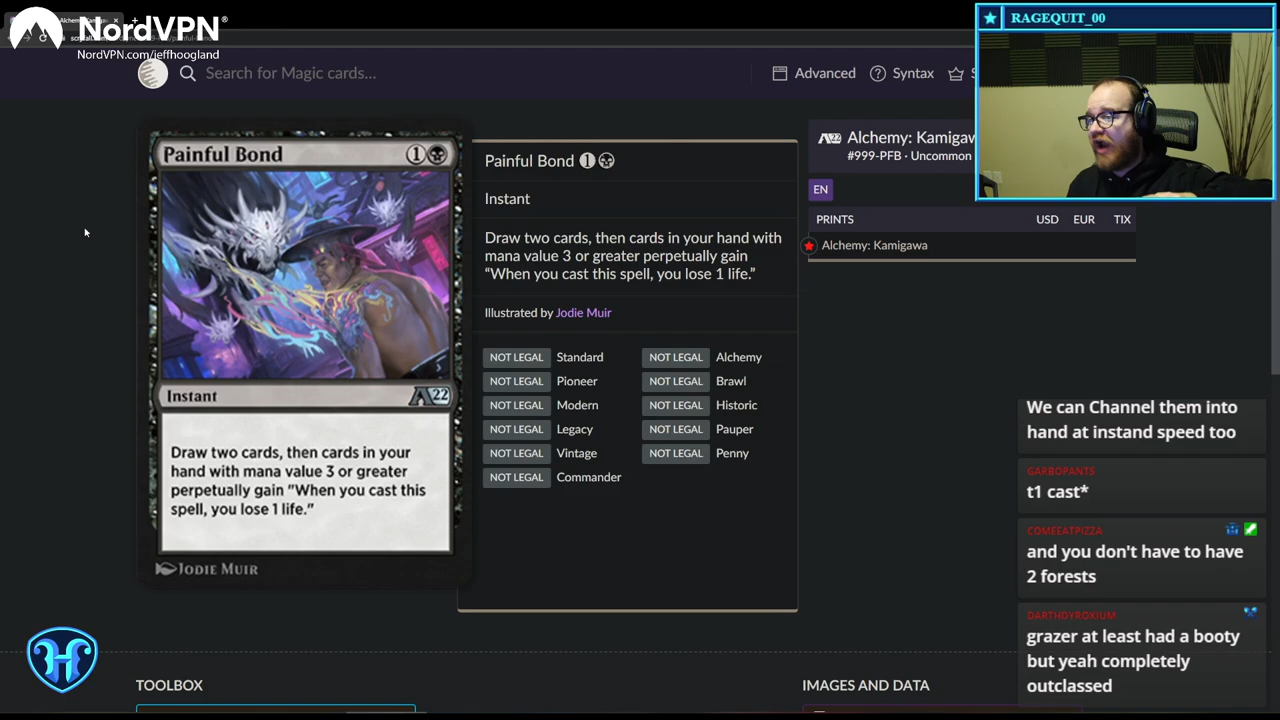 NordVPN®
NordVPN.com/jeffhoogland
Search for Magic cards...
Advanced
Syntax
RAGEQUIT_00
Painful Bond 1
Instant
A22
Draw two cards, then cards in your
hand with mana value 3 or greater
perpetually gain "When you cast this
spell, you lose 1 life."
JODIE MUIR
Painful Bond 1
Instant
Draw two cards, then cards in your hand with
mana value 3 or greater perpetually gain
“When you cast this spell, you lose 1 life.”
Illustrated by Jodie Muir
NOT LEGAL Standard NOT LEGAL Alchemy
NOT LEGAL Pioneer NOT LEGAL Brawl
NOT LEGAL Modern NOT LEGAL Historic
NOT LEGAL Legacy NOT LEGAL Pauper
NOT LEGAL Vintage NOT LEGAL Penny
NOT LEGAL Commander
A22 Alchemy: Kamigaw
#999-PFB · Uncommon
EN
PRINTS USD EUR TIX
Alchemy: Kamigawa
We can Channel them into
hand at instand speed too
GARBOPANTS
t1 cast*
COMEEATPIZZA
and you don't have to have
2 forests
DARTHDYROXIUM
grazer at least had a booty
but yeah completely
outclassed
TOOLBOX
IMAGES AND DATA